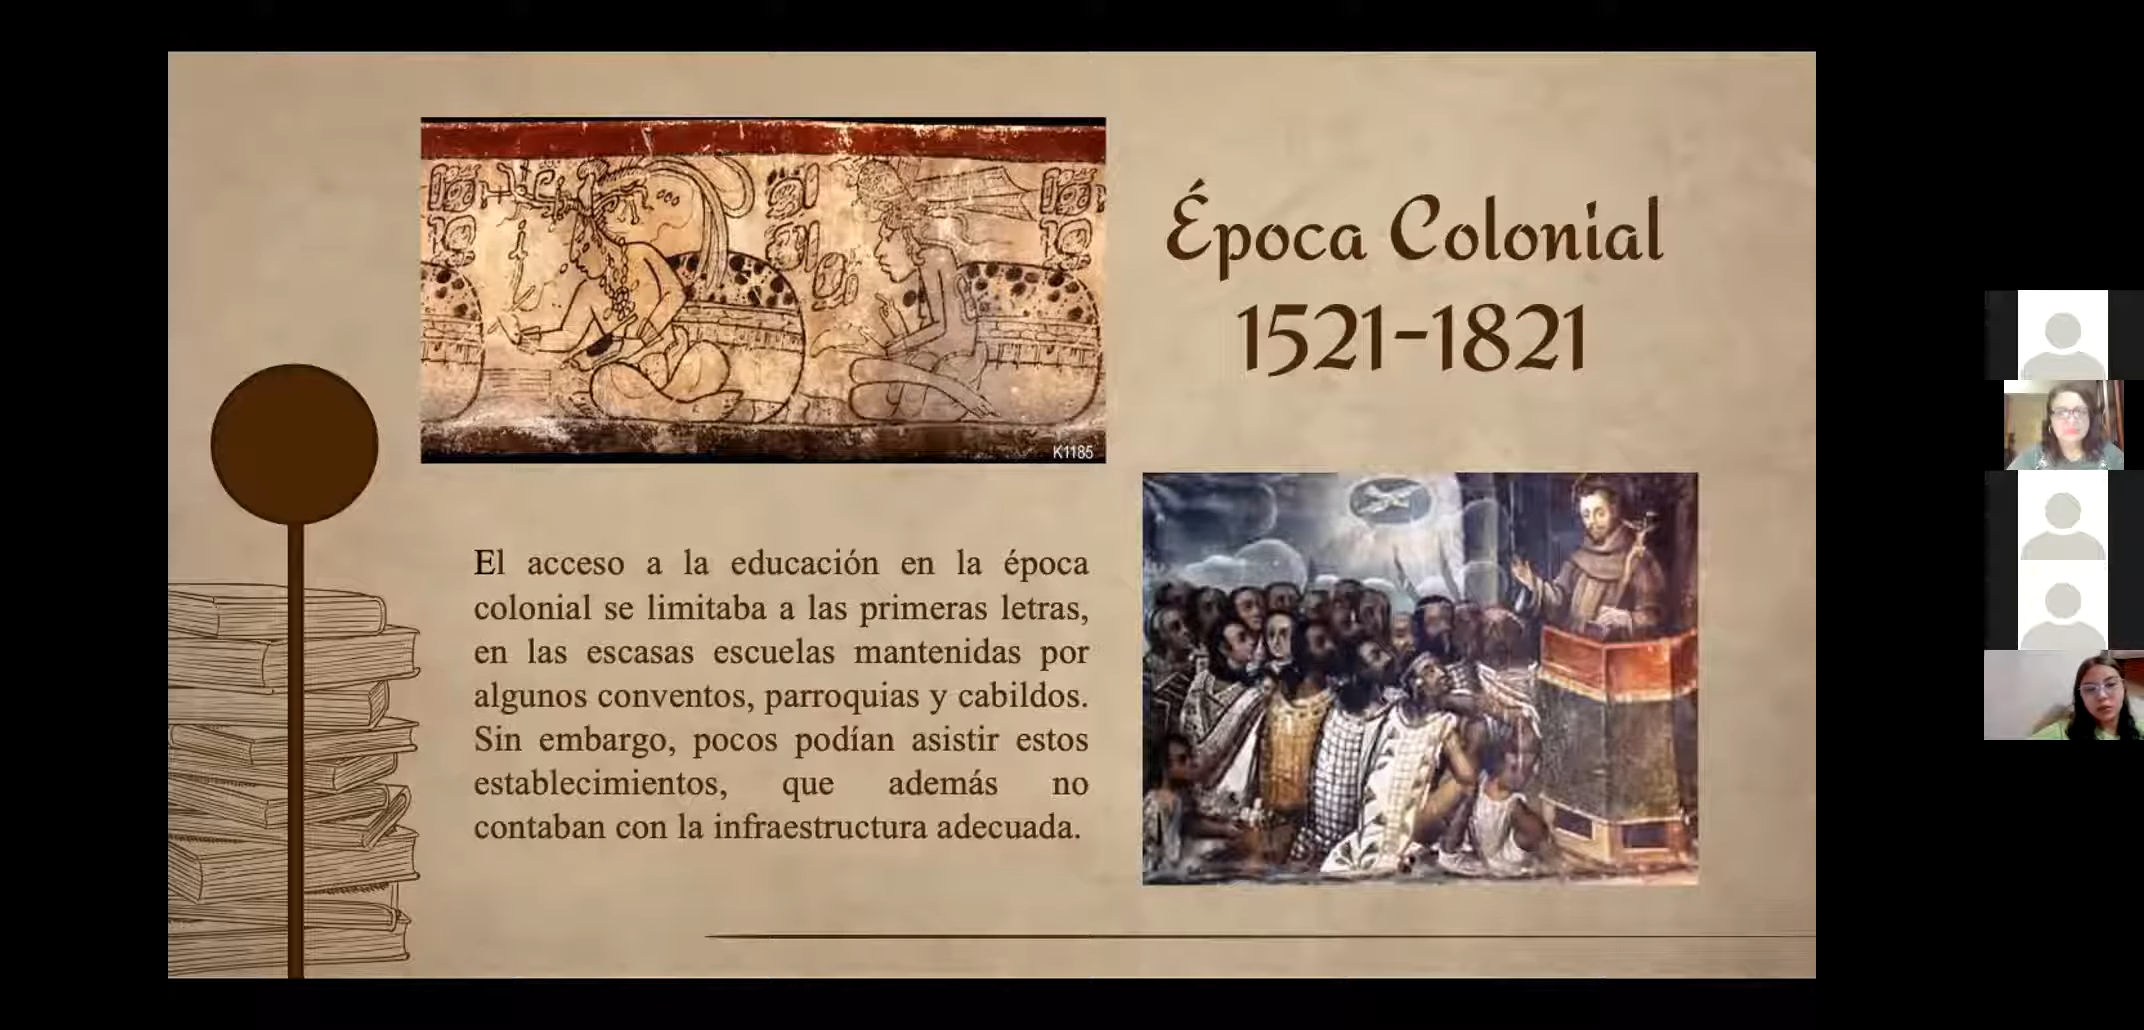 K1185
Época Colonial
1521-1821
El acceso a la educación en la época
colonial se limitaba a las primeras letras,
en las escasas escuelas mantenidas por
algunos conventos, parroquias y cabildos.
Sin embargo, pocos podían asistir estos
establecimientos, que además no
contaban con la infraestructura adecuada.